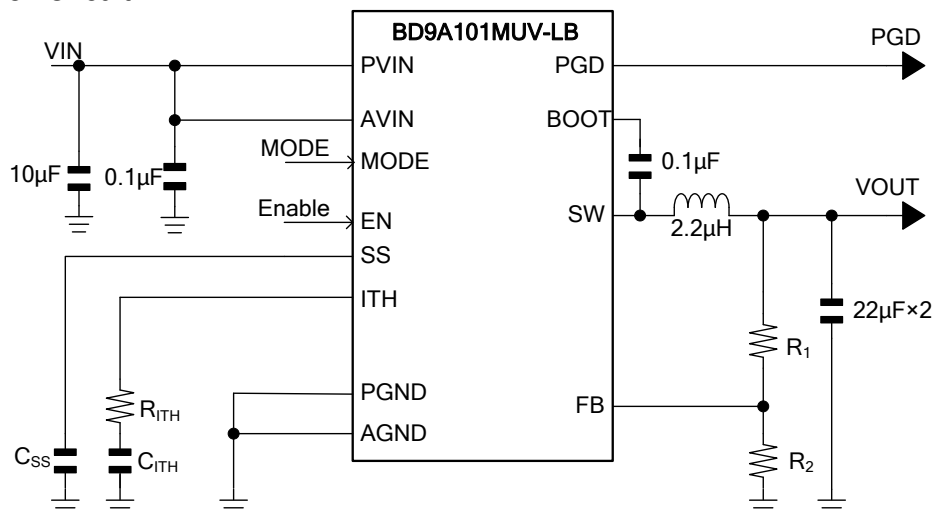 BD9A101MUV-LB
VIN
PVIN
PGD
PGD
AVIN
BOOT
10µF
0.1µF
MODE
MODE
0.1µF
Enable
EN
SW
2.2µH
VOUT
SS
ITH
22µF×2
R1
RITH
PGND
FB
AGND
CSS
CITH
R2